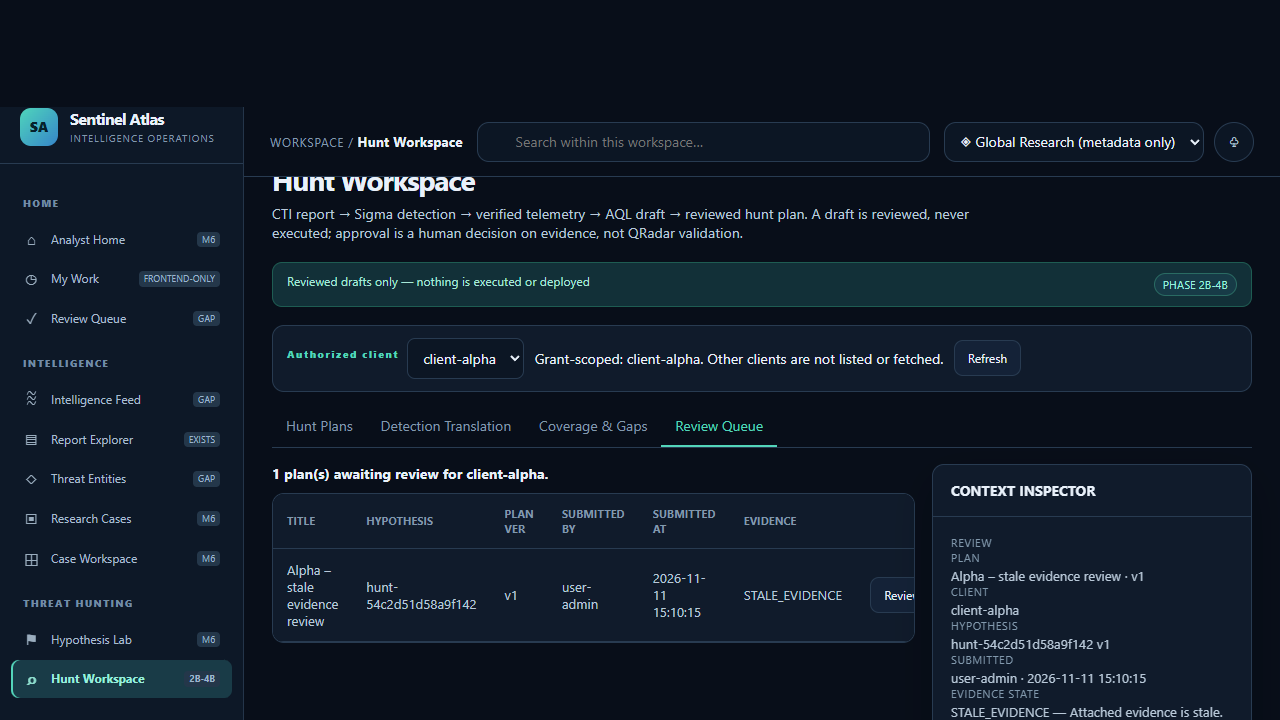 SA
Sentinel Atlas
INTELLIGENCE OPERATIONS
HOME
Analyst Home M6
My Work FRONTEND-ONLY
Review Queue GAP
INTELLIGENCE
Intelligence Feed GAP
Report Explorer EXISTS
Threat Entities GAP
Research Cases M6
Case Workspace M6
THREAT HUNTING
Hypothesis Lab M6
Hunt Workspace 2B-4B
WORKSPACE / Hunt Workspace
Search within this workspace...
◈ Global Research (metadata only)
Hunt Workspace
CTI report → Sigma detection → verified telemetry → AQL draft → reviewed hunt plan. A draft is reviewed, never
executed; approval is a human decision on evidence, not QRadar validation.
Reviewed drafts only — nothing is executed or deployed
PHASE 2B-4B
Authorized client
client-alpha
Grant-scoped: client-alpha. Other clients are not listed or fetched.
Refresh
Hunt Plans Detection Translation Coverage & Gaps Review Queue
1 plan(s) awaiting review for client-alpha.
TITLE
HYPOTHESIS
PLAN
VER
SUBMITTED
BY
SUBMITTED
AT
EVIDENCE
Alpha –
stale
evidence
review
hunt-
54c2d51d58a9f142
v1
user-
admin
2026-11-
11
15:10:15
STALE_EVIDENCE
Review
CONTEXT INSPECTOR
REVIEW
PLAN
Alpha – stale evidence review · v1
CLIENT
client-alpha
HYPOTHESIS
hunt-54c2d51d58a9f142 v1
SUBMITTED
user-admin · 2026-11-11 15:10:15
EVIDENCE STATE
STALE_EVIDENCE — Attached evidence is stale.